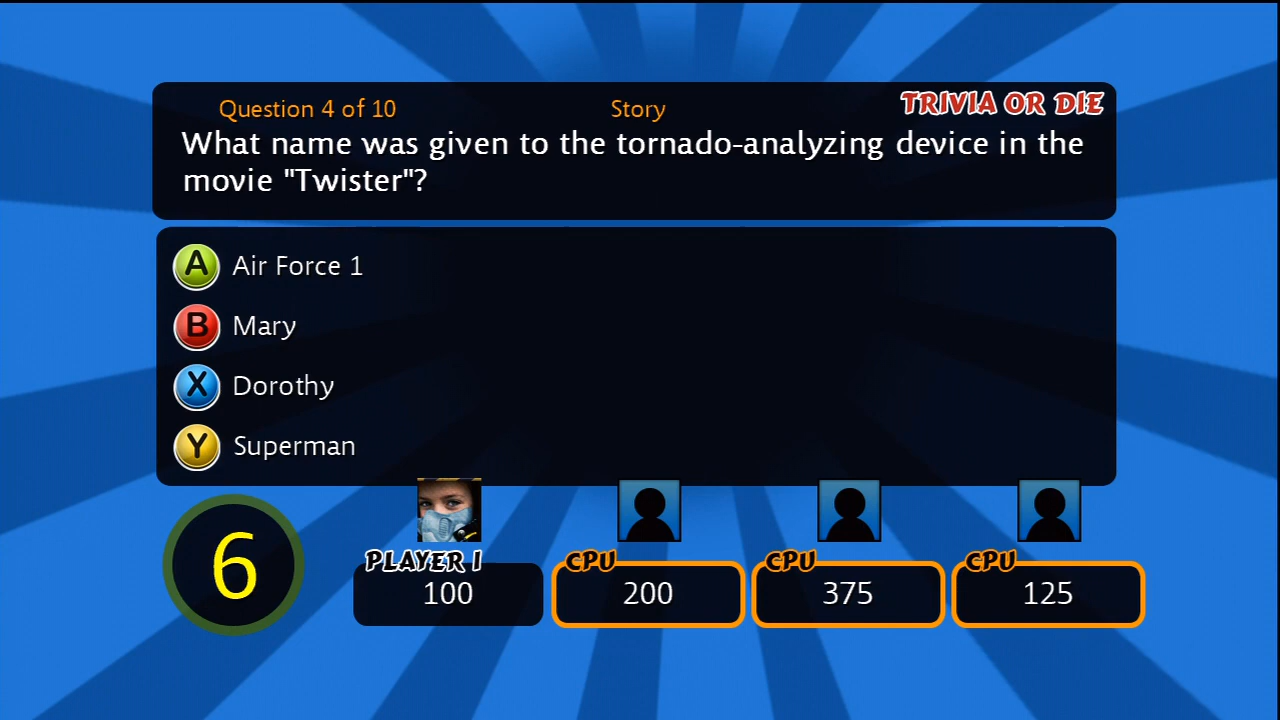 Question 4 of 10 Story TRIVIA OR DIE
What name was given to the tornado-analyzing device in the
movie "Twister"?
A Air Force 1
B Mary
X Dorothy
Y Superman
6
PLAYER 1 CPU CPU CPU
100 200 375 125